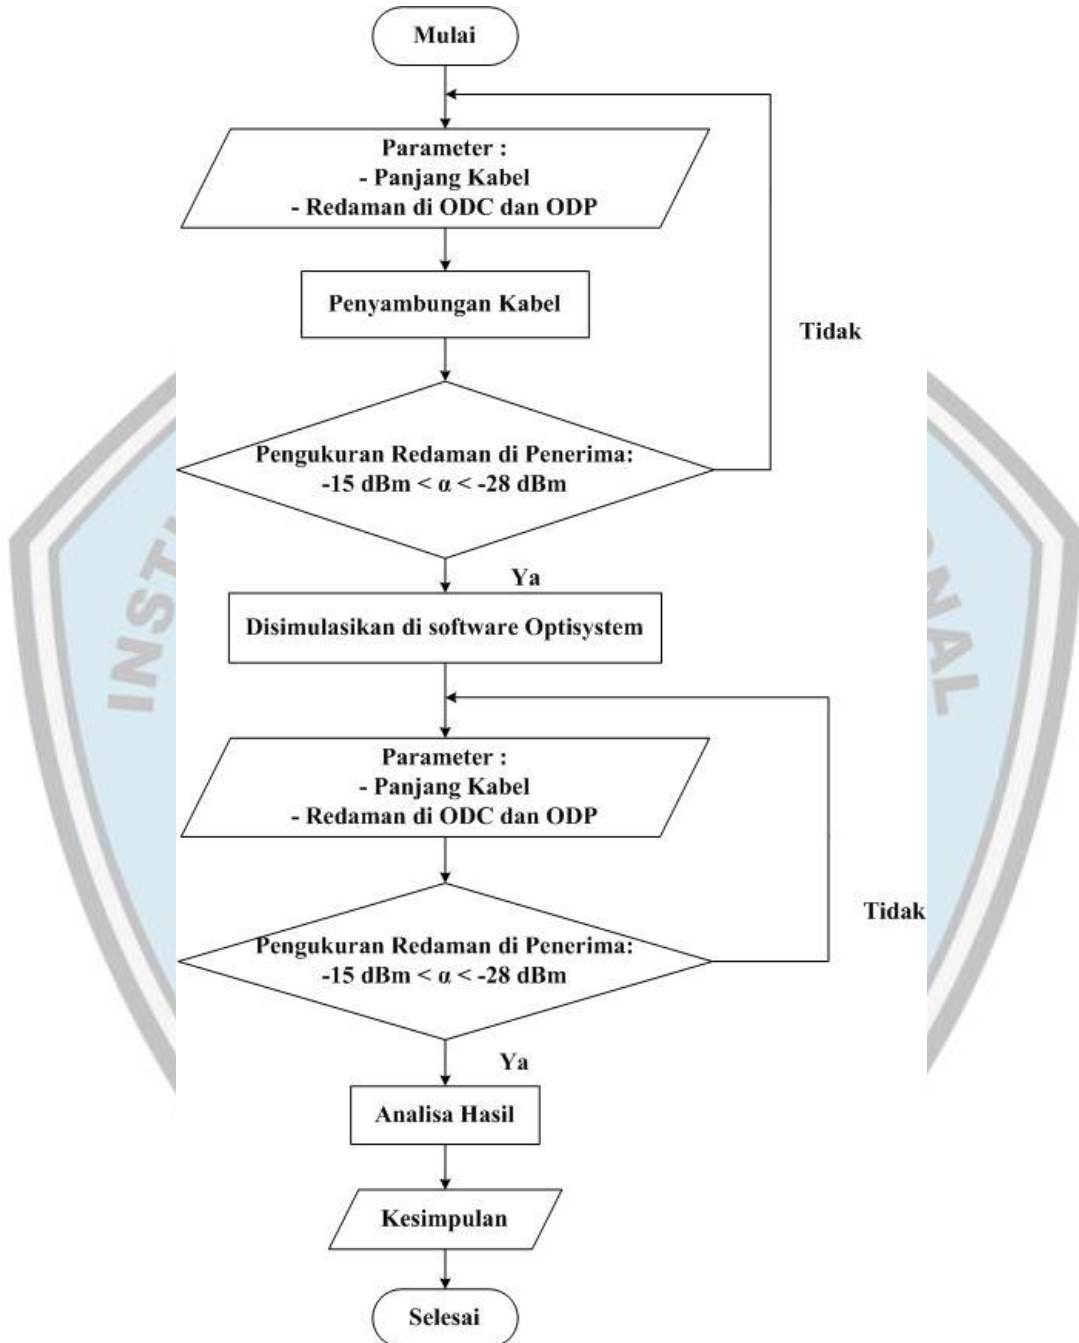 Mulai
Parameter :
- Panjang Kabel
- Redaman di ODC dan ODP
Penyambungan Kabel
Tidak
Pengukuran Redaman di Penerima:
-15 dBm < α < -28 dBm
Ya
Disimulasikan di software Optisystem
Parameter :
- Panjang Kabel
- Redaman di ODC dan ODP
Tidak
Pengukuran Redaman di Penerima:
-15 dBm < α < -28 dBm
Ya
Analisa Hasil
Kesimpulan
Selesai